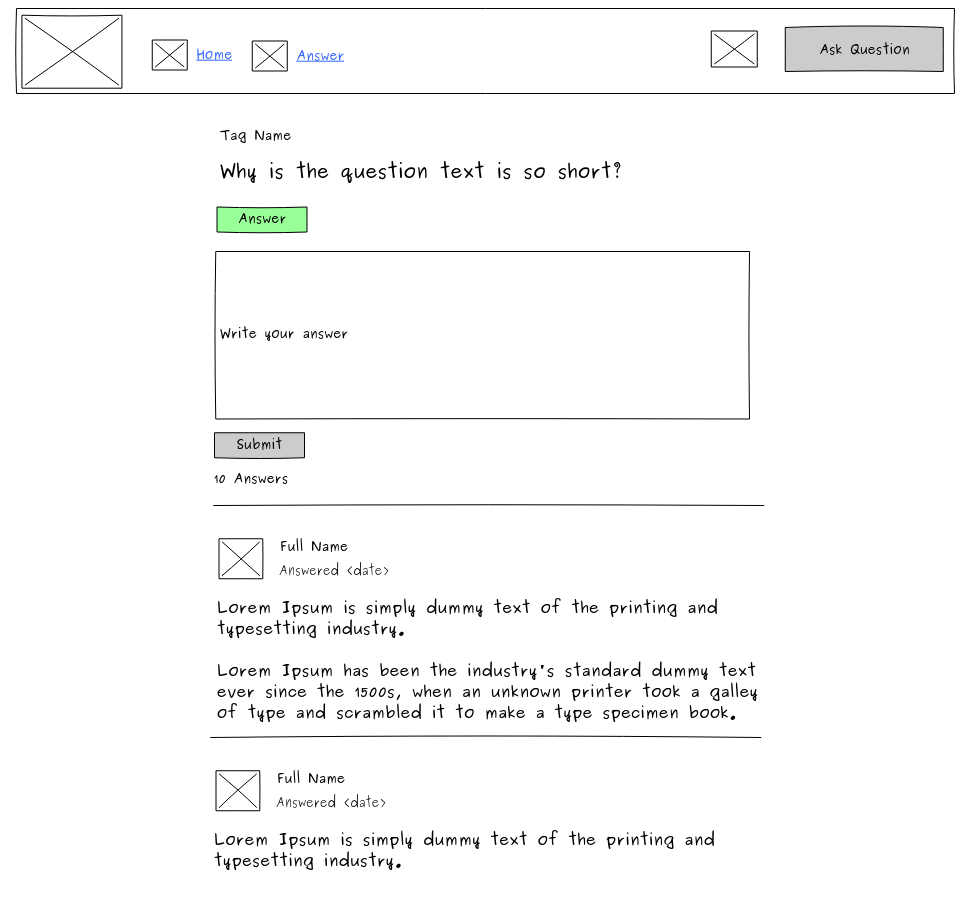 Home
Answer
Ask Question
Tag Name
Why is the question text is so short?
Answer
Write your answer
Submit
10 Answers
Full Name
Answered <date>
Lorem Ipsum is simply dummy text of the printing and
typesetting industry.
Lorem Ipsum has been the industry's standard dummy text
ever since the 1500s, when an unknown printer took a galley
of type and scrambled it to make a type specimen book.
Full Name
Answered <date>
Lorem Ipsum is simply dummy text of the printing and
typesetting industry.